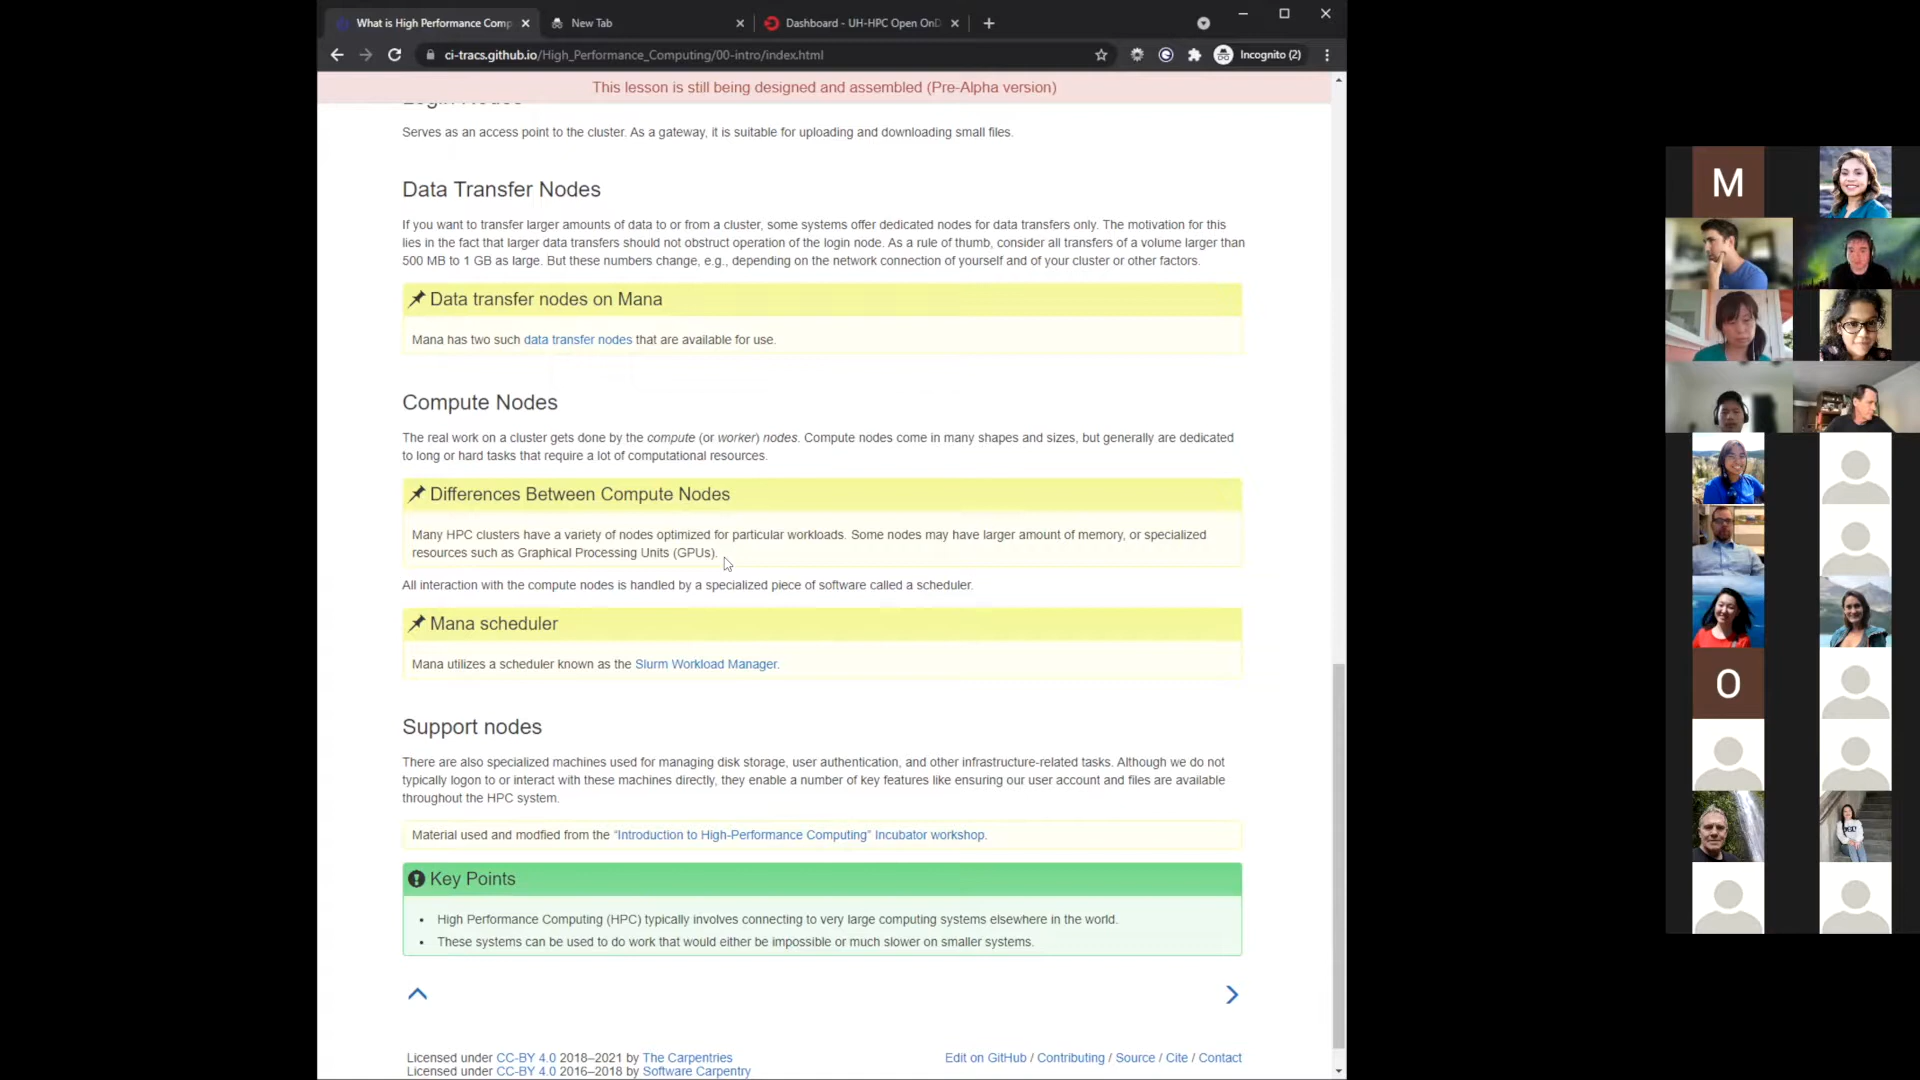 What is High Performance Comp
New Tab
Dashboard - UH-HPC Open OnD
ci-tracs.github.io/High_Performance_Computing/00-intro/index.html
Incognito (2)
This lesson is still being designed and assembled (Pre-Alpha version)
Login Nodes
Serves as an access point to the cluster. As a gateway, it is suitable for uploading and downloading small files.
Data Transfer Nodes
If you want to transfer larger amounts of data to or from a cluster, some systems offer dedicated nodes for data transfers only. The motivation for this
lies in the fact that larger data transfers should not obstruct operation of the login node. As a rule of thumb, consider all transfers of a volume larger than
500 MB to 1 GB as large. But these numbers change, e.g., depending on the network connection of yourself and of your cluster or other factors.
Data transfer nodes on Mana
Mana has two such data transfer nodes that are available for use.
Compute Nodes
The real work on a cluster gets done by the compute (or worker) nodes. Compute nodes come in many shapes and sizes, but generally are dedicated
to long or hard tasks that require a lot of computational resources.
Differences Between Compute Nodes
Many HPC clusters have a variety of nodes optimized for particular workloads. Some nodes may have larger amount of memory, or specialized
resources such as Graphical Processing Units (GPUs).
All interaction with the compute nodes is handled by a specialized piece of software called a scheduler.
Mana scheduler
Mana utilizes a scheduler known as the Slurm Workload Manager.
Support nodes
There are also specialized machines used for managing disk storage, user authentication, and other infrastructure-related tasks. Although we do not
typically logon to or interact with these machines directly, they enable a number of key features like ensuring our user account and files are available
throughout the HPC system.
Material used and modfied from the “Introduction to High-Performance Computing” Incubator workshop.
Key Points
High Performance Computing (HPC) typically involves connecting to very large computing systems elsewhere in the world.
These systems can be used to do work that would either be impossible or much slower on smaller systems.
Licensed under CC-BY 4.0 2018–2021 by The Carpentries
Licensed under CC-BY 4.0 2016–2018 by Software Carpentry
Edit on GitHub / Contributing / Source / Cite / Contact
M
O